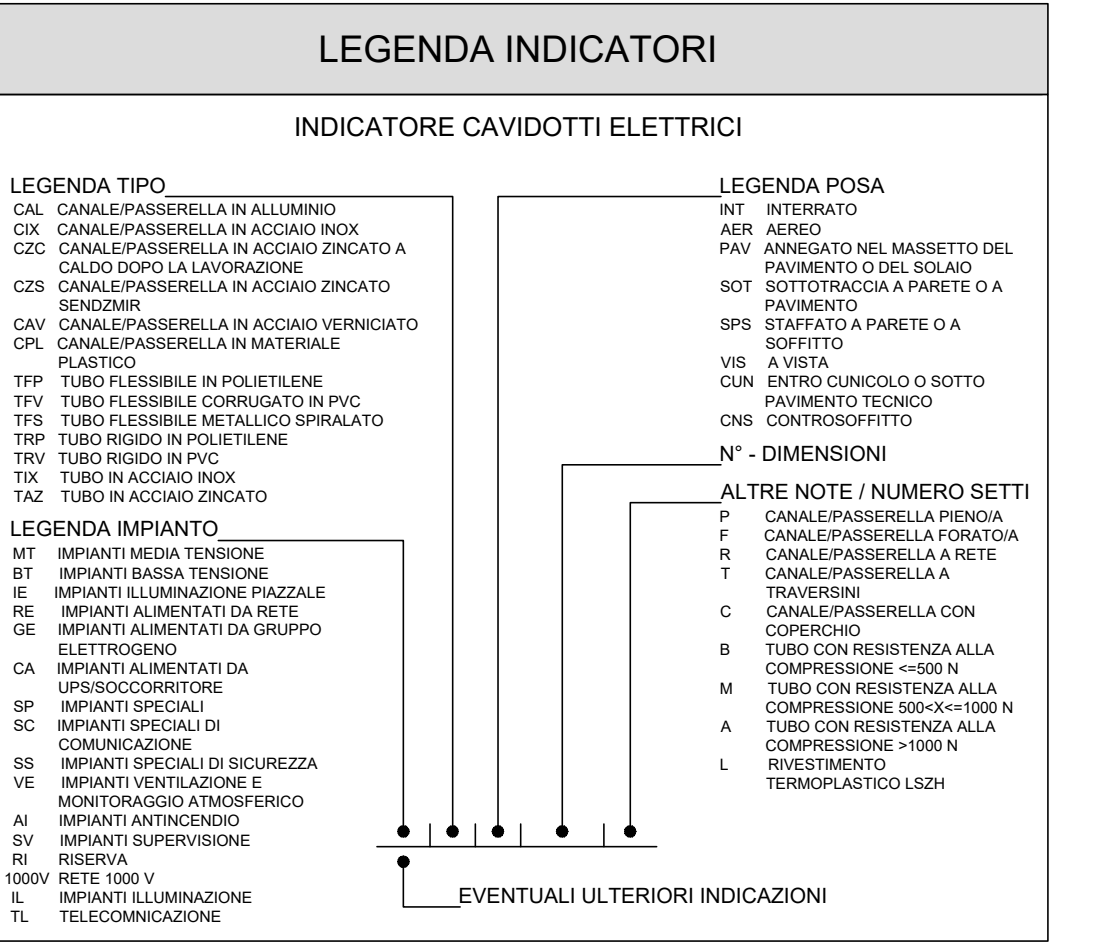 LEGENDA INDICATORI
INDICATORE CAVIDOTTI ELETTRICI
LEGENDA TIPO
CAL CANALE/PASSERELLA IN ALLUMINIO
CIX CANALE/PASSERELLA IN ACCIAIO INOX
CZC CANALE/PASSERELLA IN ACCIAIO ZINCATO A
CALDO DOPO LA LAVORAZIONE
CZS CANALE/PASSERELLA IN ACCIAIO ZINCATO
SENDZMIR
CAV CANALE/PASSERELLA IN ACCIAIO VERNICIATO
CPL CANALE/PASSERELLA IN MATERIALE
PLASTICO
TFP TUBO FLESSIBILE IN POLIETILENE
TFV TUBO FLESSIBILE CORRUGATO IN PVC
TFS TUBO FLESSIBILE METALLICO SPIRALATO
TRP TUBO RIGIDO IN POLIETILENE
TRV TUBO RIGIDO IN PVC
TIX TUBO IN ACCIAIO INOX
TAZ TUBO IN ACCIAIO ZINCATO
LEGENDA IMPIANTO
MT IMPIANTI MEDIA TENSIONE
BT IMPIANTI BASSA TENSIONE
IE IMPIANTI ILLUMINAZIONE PIAZZALE
RE IMPIANTI ALIMENTATI DA RETE
GE IMPIANTI ALIMENTATI DA GRUPPO
ELETTROGENO
CA IMPIANTI ALIMENTATI DA
UPS/SOCCORRITORE
SP IMPIANTI SPECIALI
SC IMPIANTI SPECIALI DI
COMUNICAZIONE
SS IMPIANTI SPECIALI DI SICUREZZA
VE IMPIANTI VENTILAZIONE E
MONITORAGGIO ATMOSFERICO
AI IMPIANTI ANTINCENDIO
SV IMPIANTI SUPERVISIONE
RI RISERVA
1000V RETE 1000 V
IL IMPIANTI ILLUMINAZIONE
TL TELECOMNICAZIONE
LEGENDA POSA
INT INTERRATO
AER AEREO
PAV ANNEGATO NEL MASSETTO DEL
PAVIMENTO O DEL SOLAIO
SOT SOTTOTRACCIA A PARETE O A
PAVIMENTO
SPS STAFFATO A PARETE O A
SOFFITTO
VIS A VISTA
CUN ENTRO CUNICOLO O SOTTO
PAVIMENTO TECNICO
CNS CONTROSOFFITTO
N° - DIMENSIONI
ALTRE NOTE / NUMERO SETTI
P CANALE/PASSERELLA PIENO/A
F CANALE/PASSERELLA FORATO/A
R CANALE/PASSERELLA A RETE
T CANALE/PASSERELLA A
TRAVERSINI
C CANALE/PASSERELLA CON
COPERCHIO
B TUBO CON RESISTENZA ALLA
COMPRESSIONE <=500 N
M TUBO CON RESISTENZA ALLA
COMPRESSIONE 500<X<=1000 N
A TUBO CON RESISTENZA ALLA
COMPRESSIONE >1000 N
L RIVESTIMENTO
TERMOPLASTICO LSZH
EVENTUALI ULTERIORI INDICAZIONI